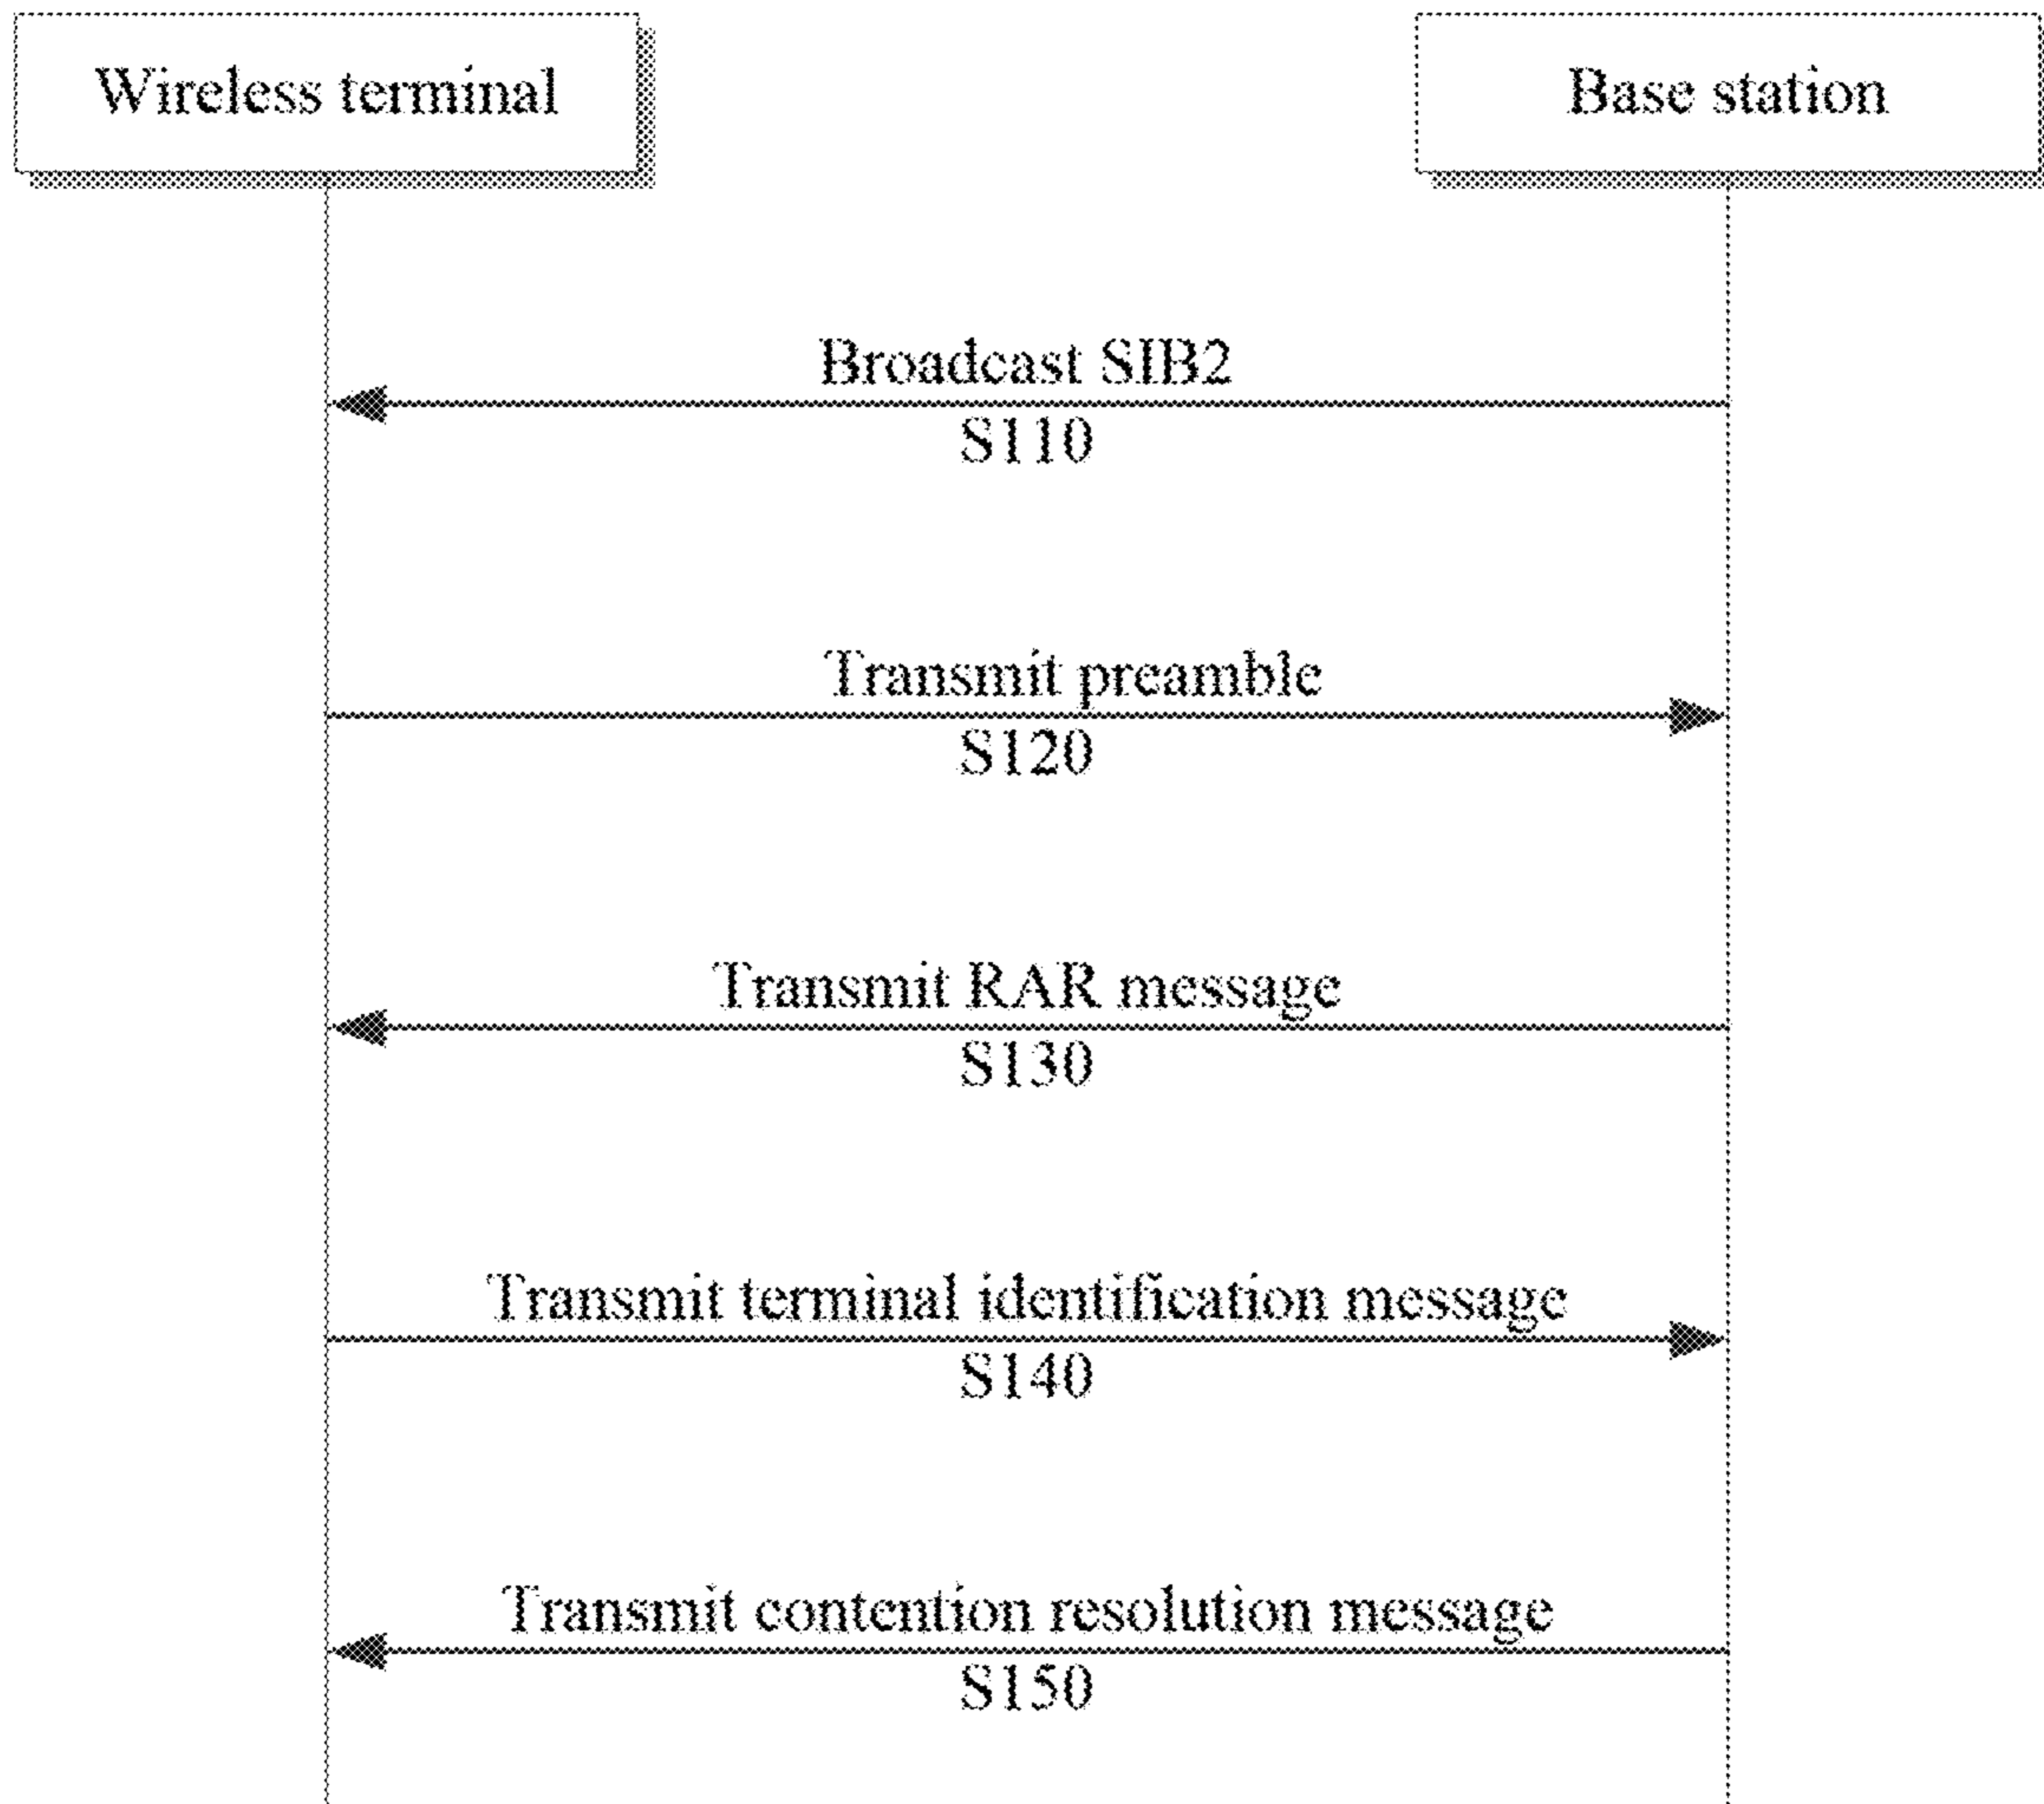 Wireless terminal
Base station
Broadcast SIB2
S110
Transmit preamble
S120
Transmit RAR message
S130
Transmit terminal identification message
S140
Transmit contention resolution message
S150